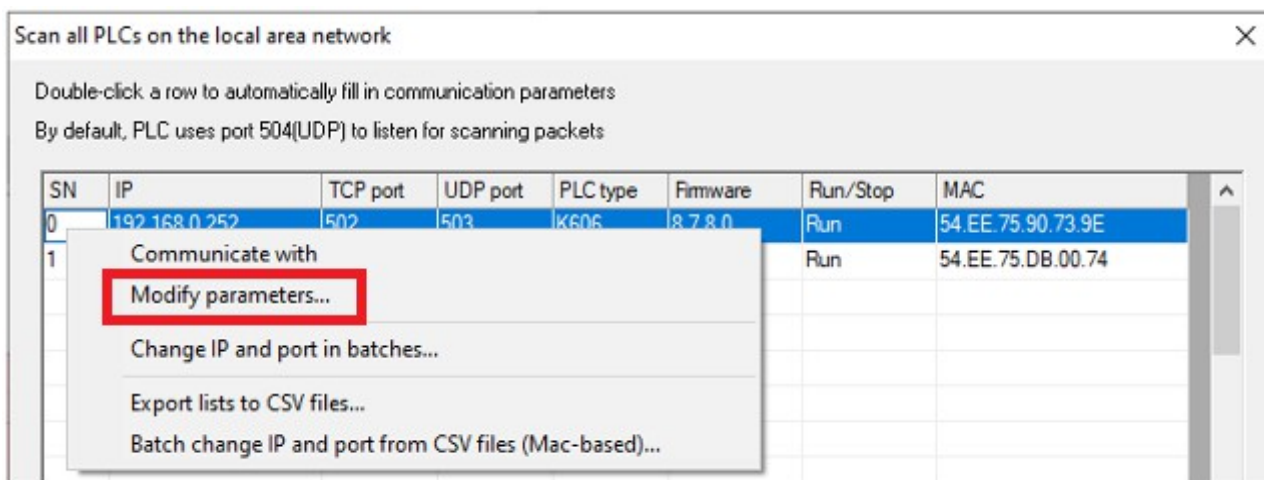 Scan all PLCs on the local area network
Double-click a row to automatically fill in communication parameters
By default, PLC uses port 504(UDP) to listen for scanning packets
SN IP TCP port UDP port PLC type Firmware Run/Stop MAC
0 192.168.0.252 502 503 K606 8.7.8.0 Run 54.EE.75.90.73.9E
1 Run 54.EE.75.DB.00.74
Communicate with
Modify parameters...
Change IP and port in batches...
Export lists to CSV files...
Batch change IP and port from CSV files (Mac-based)...